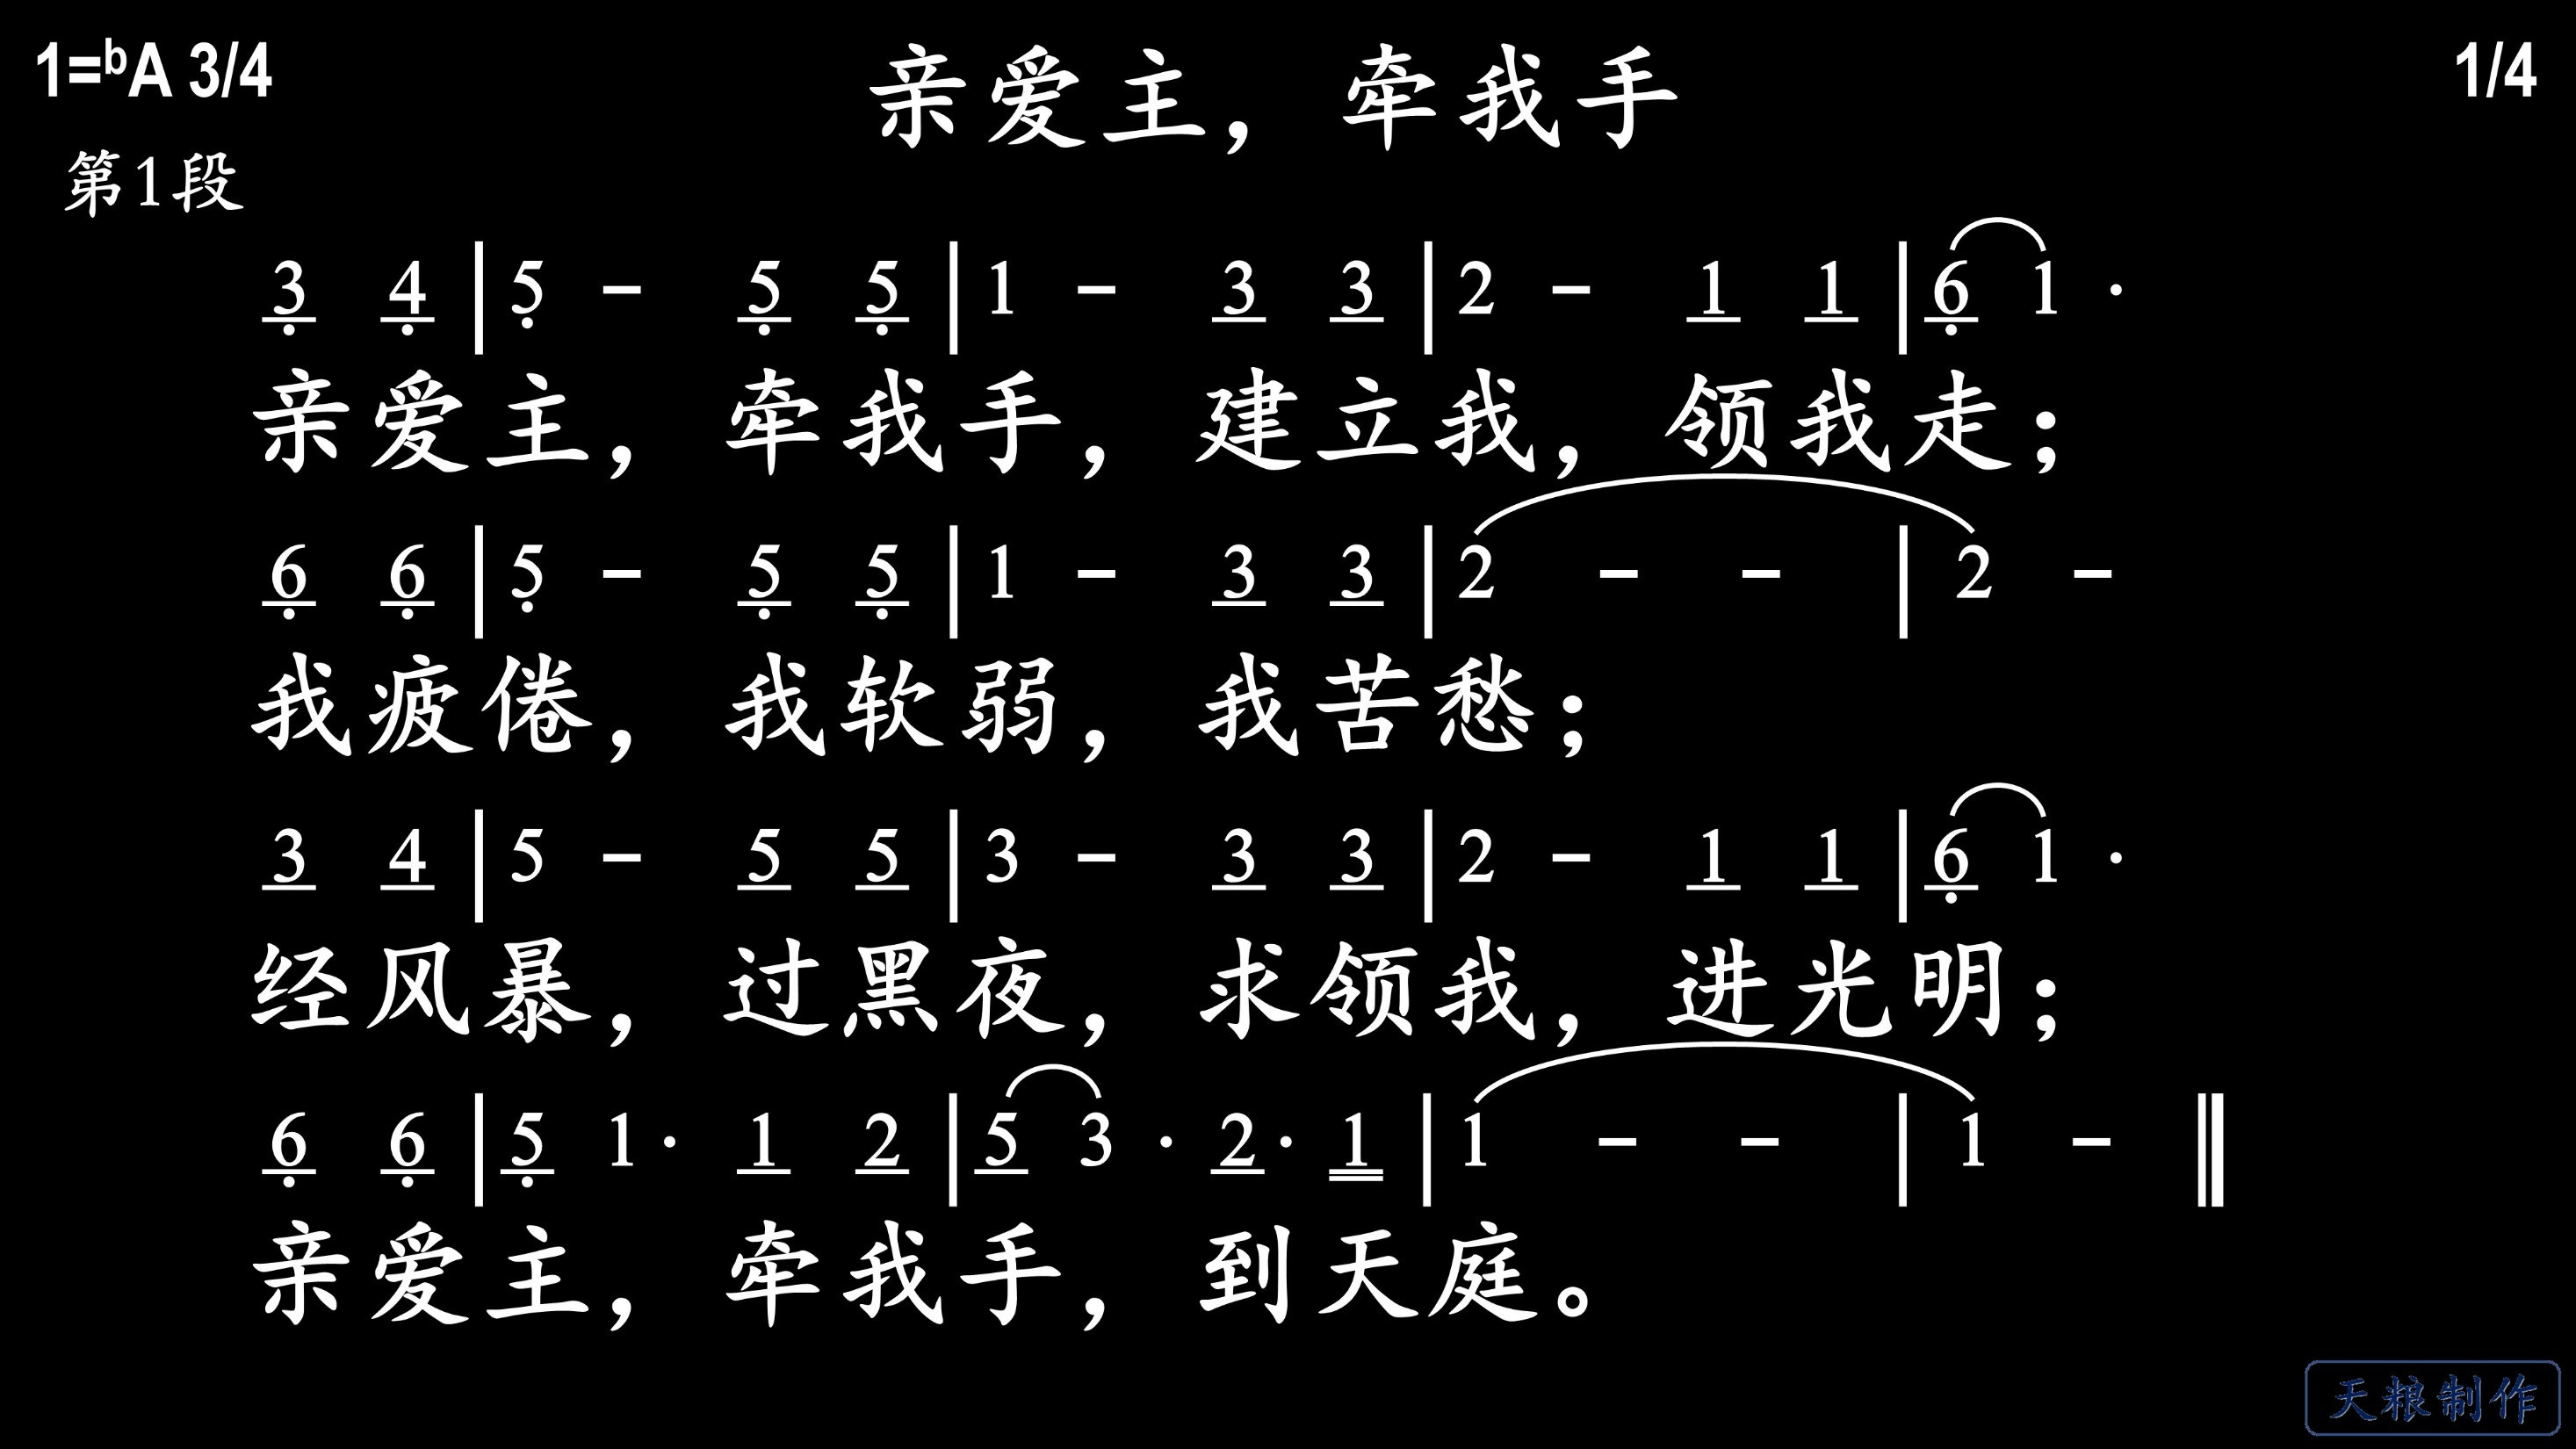 1=bA 3/4
亲爱主，牵我手
1/4
第1段
3 4 | 5 - 5 5 | 1 - 3 3 | 2 - 1 1 | 6 1 ·
亲爱主，牵我手，建立我，领我走；
6 6 | 5 - 5 5 | 1 - 3 3 | 2 - - | 2 -
我疲倦，我软弱，我苦愁；
3 4 | 5 - 5 5 | 3 - 3 3 | 2 - 1 1 | 6 1 ·
经风暴，过黑夜，求领我，进光明；
6 6 | 5 1 · 1 2 | 5 3 · 2 · 1 | 1 - - | 1 - ‖
亲爱主，牵我手，到天庭。
天粮制作